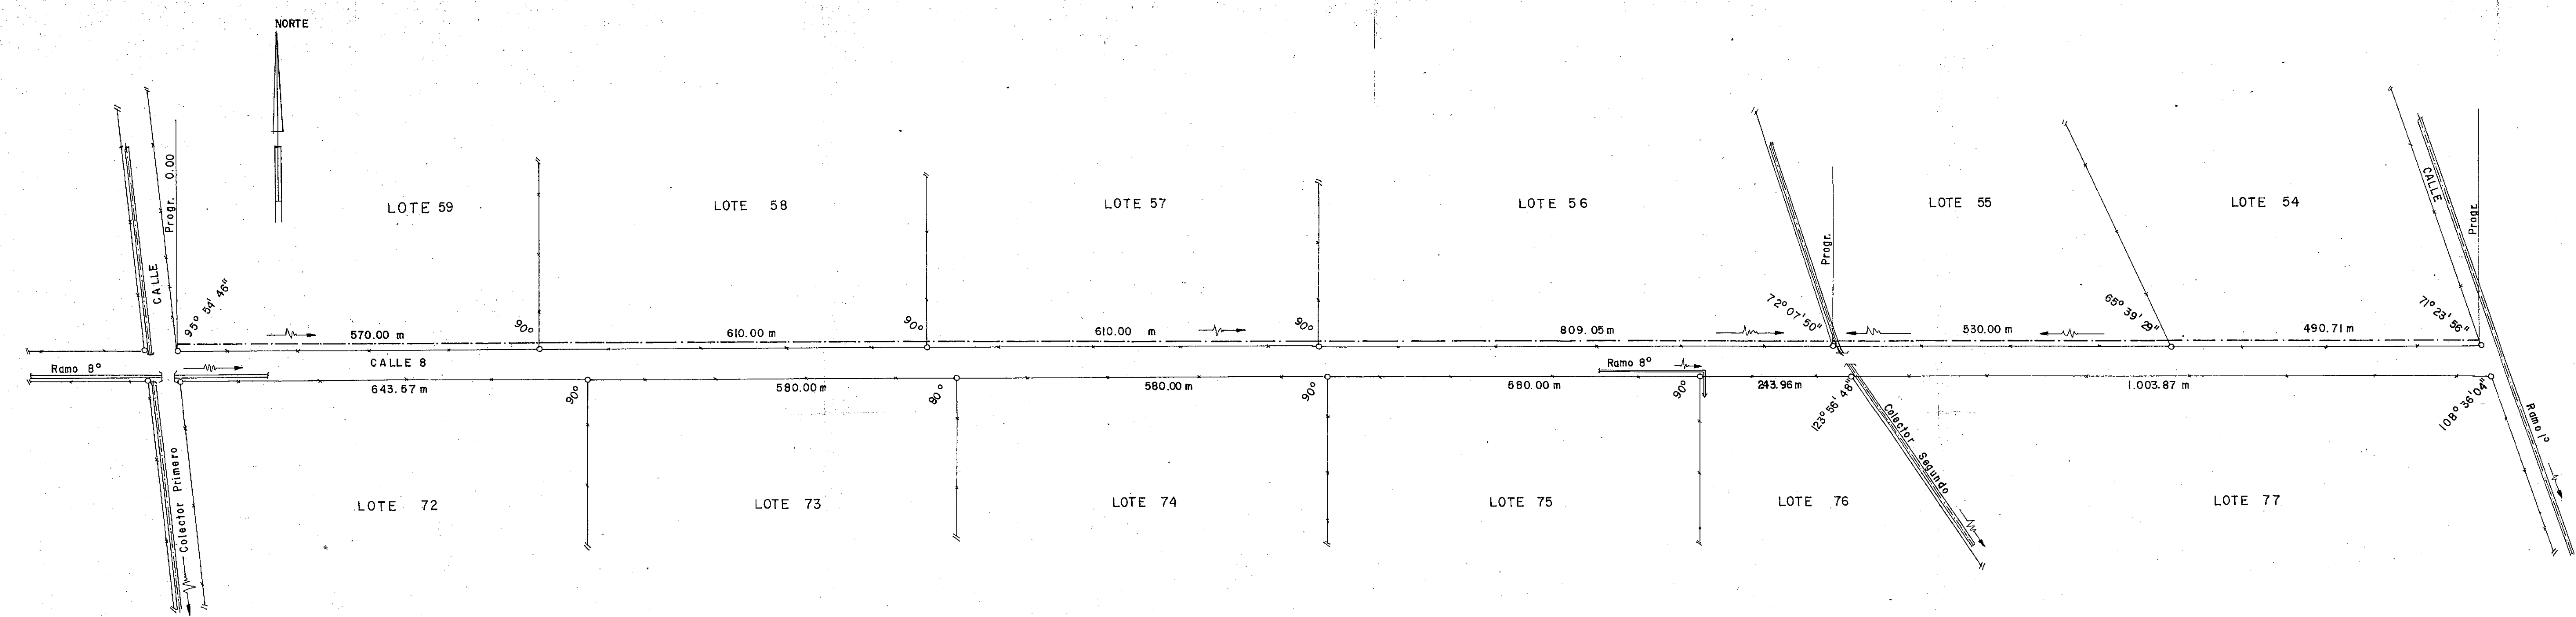 NORTE
Progr. 0.00
CALLE
95° 54' 46"
LOTE 59
LOTE 58
LOTE 57
LOTE 56
LOTE 55
LOTE 54
CALLE
Progr.
Progr.
90°
90°
90°
72° 07' 50"
65° 39' 29"
71° 23' 56"
570.00 m
610.00 m
610.00 m
809.05 m
530.00 m
490.71 m
CALLE 8
Ramo 8°
Ramo 8°
643.57 m
580.00 m
580.00 m
580.00 m
243.96 m
1.003.87 m
90°
80°
90°
90°
123° 56' 48"
108° 36' 04"
Colector Primero
Colector Segundo
Ramo 1°
LOTE 72
LOTE 73
LOTE 74
LOTE 75
LOTE 76
LOTE 77